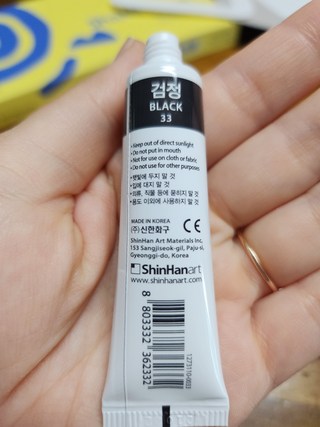 검정
BLACK
33
• Keep out of direct sunlight
• Do not put in mouth
• Not for use on cloth or fabric
• Do not use for other purposes
• 햇빛에 두지 말 것
• 입에 대지 말 것
• 의류, 직물 등에 묻히지 말 것
• 용도 이외에 사용하지 말 것
MADE IN KOREA
(주) 신한화구
CE
ShinHan Art Materials Inc.
153 Sangjiseok-gil, Paju-si,
Gyeonggi-do, Korea
ShinHanart
www.shinhanart.com
8 803332 362332